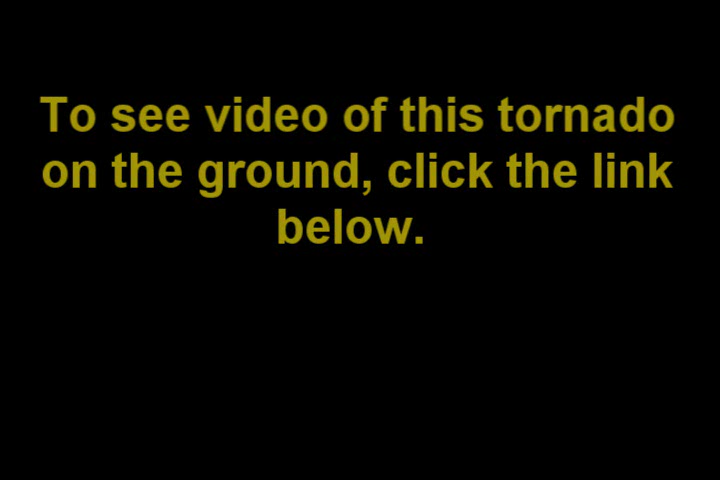 To see video of this tornado
on the ground, click the link
below.